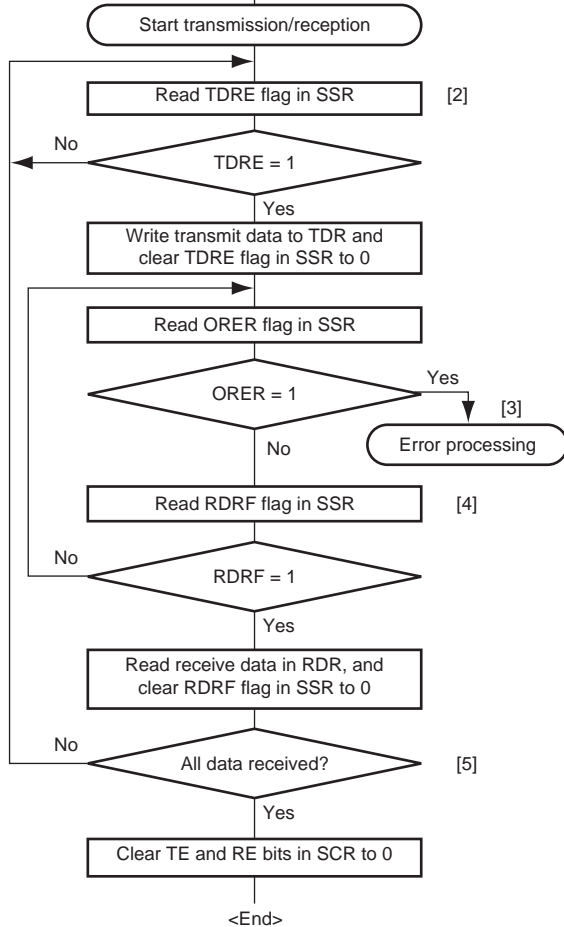 Start transmission/reception
Read TDRE flag in SSR
[2]
No
TDRE = 1
Yes
Write transmit data to TDR and
clear TDRE flag in SSR to 0
Read ORER flag in SSR
ORER = 1
Yes
[3]
Error processing
No
Read RDRF flag in SSR
[4]
No
RDRF = 1
Yes
Read receive data in RDR, and
clear RDRF flag in SSR to 0
No
All data received?
[5]
Yes
Clear TE and RE bits in SCR to 0
<End>